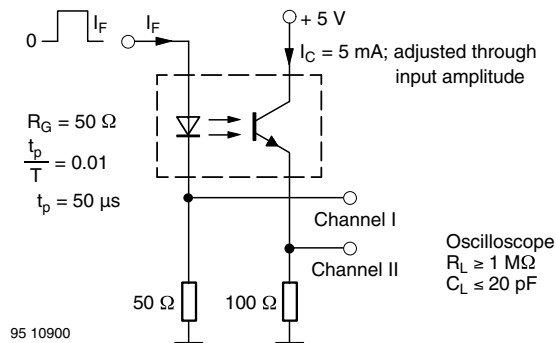 0
I_F
I_F
+ 5 V
I_C = 5 mA; adjusted through
input amplitude
R_G = 50 Ω
t_p
T
= 0.01
t_p = 50 μs
Channel I
Channel II
Oscilloscope
R_L ≥ 1 MΩ
C_L ≤ 20 pF
50 Ω
100 Ω
95 10900